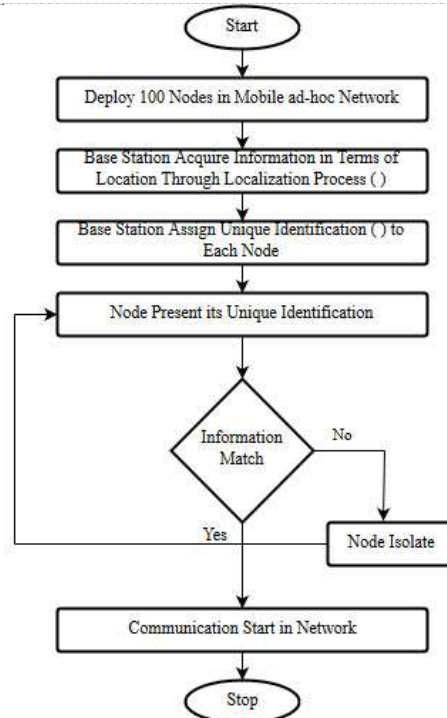 Start
Deploy 100 Nodes in Mobile ad-hoc Network
Base Station Acquire Information in Terms of
Location Through Localization Process ( )
Base Station Assign Unique Identification ( ) to
Each Node
Node Present its Unique Identification
Information
Match
No
Yes
Node Isolate
Communication Start in Network
Stop